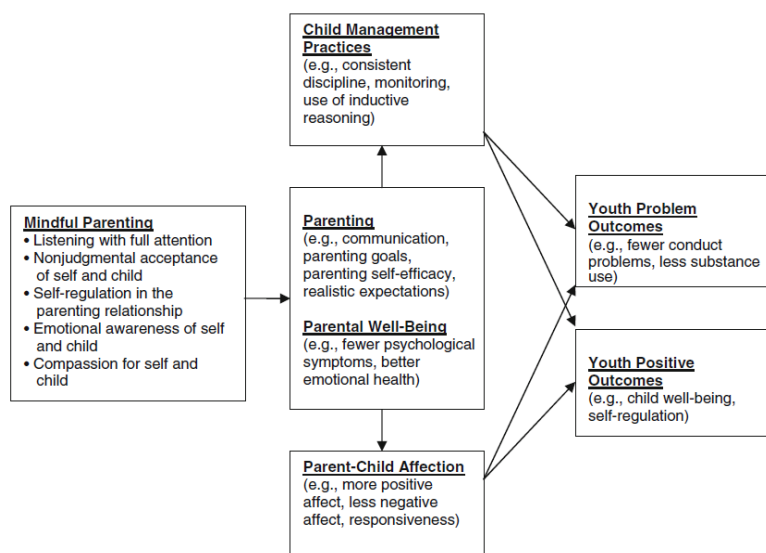 Child Management
Practices
(e.g., consistent
discipline, monitoring,
use of inductive
reasoning)
Mindful Parenting
• Listening with full attention
• Nonjudgmental acceptance
of self and child
• Self-regulation in the
parenting relationship
• Emotional awareness of self
and child
• Compassion for self and
child
Parenting
(e.g., communication,
parenting goals,
parenting self-efficacy,
realistic expectations)
Parental Well-Being
(e.g., fewer psychological
symptoms, better
emotional health)
Parent-Child Affection
(e.g., more positive
affect, less negative
affect, responsiveness)
Youth Problem
Outcomes
(e.g., fewer conduct
problems, less substance
use)
Youth Positive
Outcomes
(e.g., child well-being,
self-regulation)